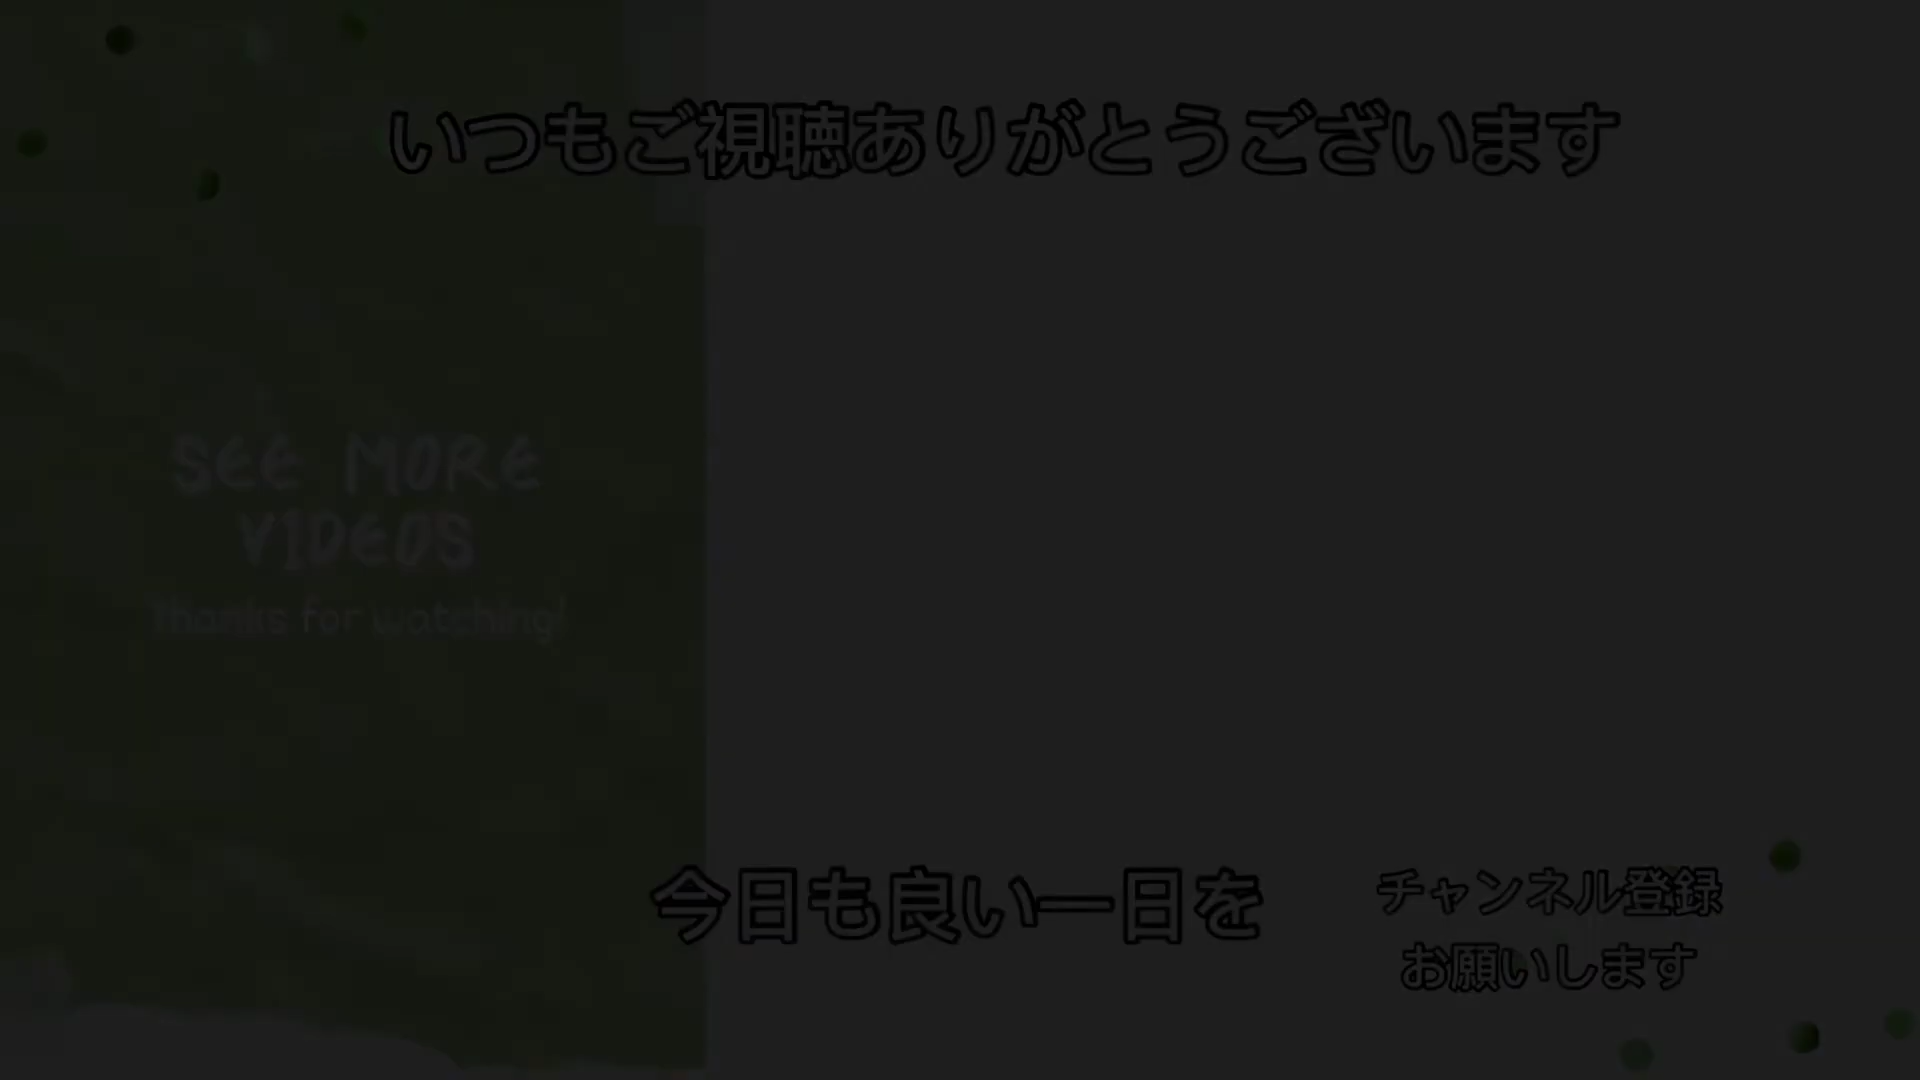 いつもご視聴ありがとうございます
SEE MORE
VIDEOS
Thanks for watching!
今日も良い一日を
チャンネル登録
お願いします